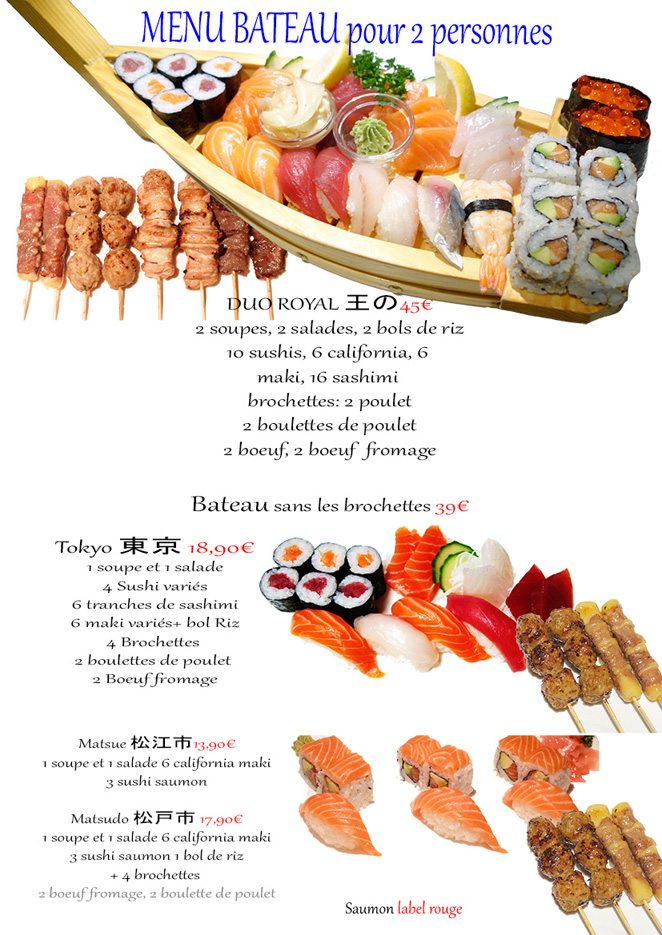 MENU BATEAU pour 2 personnes
DUO ROYAL 王の 45€
2 soupes, 2 salades, 2 bols de riz
10 sushis, 6 california, 6
maki, 16 sashimi
brochettes: 2 poulet
2 boulettes de poulet
2 boeuf, 2 boeuf fromage
Bateau sans les brochettes 39€
Tokyo 東京 18,90€
1 soupe et 1 salade
4 Sushi variés
6 tranches de sashimi
6 maki variés+ bol Riz
4 Brochettes
2 boulettes de poulet
2 Boeuf fromage
Matsue 松江市 13,90€
1 soupe et 1 salade 6 california maki
3 sushi saumon
Matsudo 松戸市 17,90€
1 soupe et 1 salade 6 california maki
3 sushi saumon 1 bol de riz
+ 4 brochettes
2 boeuf fromage, 2 boulette de poulet
Saumon label rouge